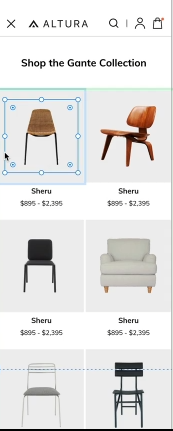 ALTURA
Shop the Gante Collection
Sheru
$895 - $2,395
Sheru
$895 - $2,395
Sheru
$895 - $2,395
Sheru
$895 - $2,395